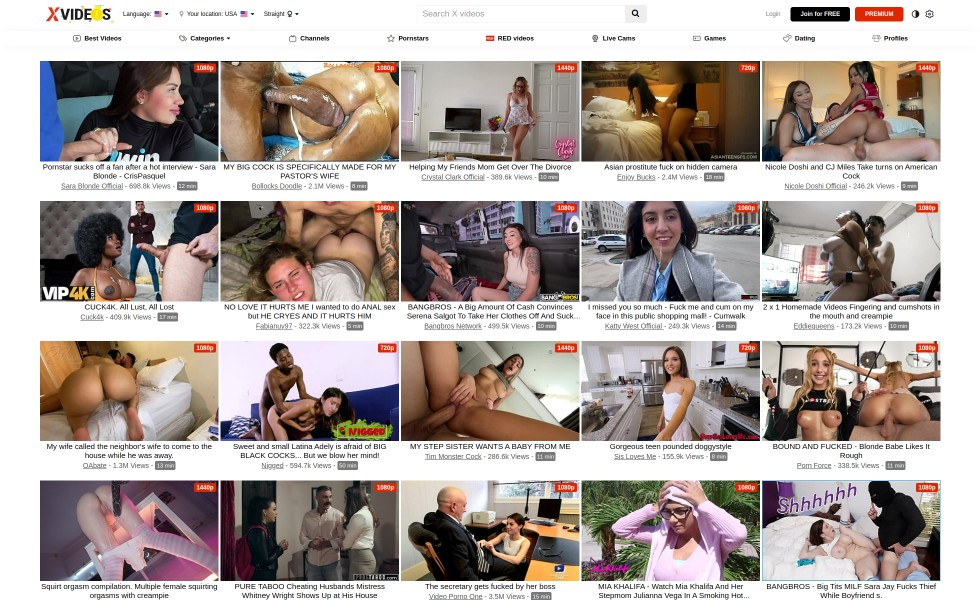 XVIDEOS
Language:
Your location: USA
Straight
Search X videos
Login
Join for FREE
PREMIUM
Best Videos
Categories
Channels
Pornstars
RED videos
Live Cams
Games
Dating
Profiles
1080p
1080p
1440p
720p
1440p
Pornstar sucks off a fan after a hot interview - Sara
Blonde - CrisPasquel
Sara Blonde Official - 698.8k Views - 12 min
MY BIG COCK IS SPECIFICALLY MADE FOR MY
PASTOR'S WIFE
Bollocks Doodle - 2.1M Views - 8 min
Helping My Friends Mom Get Over The Divorce
Crystal Clark Official - 389.6k Views - 10 min
Asian prostitute fuck on hidden camera
Enjoy Bucks - 2.4M Views - 18 min
Nicole Doshi and CJ Miles Take turns on American
Cock
Nicole Doshi Official - 246.2k Views - 9 min
1080p
1080p
1080p
1080p
1080p
VIP4K.com
BANGBROS
CUCK4K. All Lust, All Lost
Cuck4k - 409.9k Views - 17 min
NO LOVE IT HURTS ME I wanted to do ANAL sex
but HE CRYES AND IT HURTS HIM
Fabianuv97 - 322.3k Views - 5 min
BANGBROS - A Big Amount Of Cash Convinces
Serena Salgot To Take Her Clothes Off And Suck...
Bangbros Network - 499.5k Views - 10 min
I missed you so much - Fuck me and cum on my
face in this public shopping mall! - Cumwalk
Katty West Official - 249.3k Views - 14 min
2 x 1 Homemade Videos Fingering and cumshots in
the mouth and creampie
Eddiequeens - 173.2k Views - 10 min
1080p
720p
1440p
720p
1080p
My wife called the neighbor's wife to come to the
house while he was away.
OAbate - 1.3M Views - 13 min
Sweet and small Latina Adely is afraid of BIG
BLACK COCKS... But we blow her mind!
Nigged - 594.7k Views - 50 min
MY STEP SISTER WANTS A BABY FROM ME
Tim Monster Cock - 286.6k Views - 11 min
Gorgeous teen pounded doggystyle
Sis Loves Me - 155.9k Views - 8 min
BOUND AND FUCKED - Blonde Babe Likes It
Rough
Porn Force - 338.5k Views - 11 min
1440p
1080p
1080p
1080p
1080p
Shhhhhh
Squirt orgasm compilation. Multiple female squirting
orgasms with creampie
PURE TABOO Cheating Husbands Mistress
Whitney Wright Shows Up at His House
The secretary gets fucked by her boss
Video Porno One - 3.5M Views - 15 min
MIA KHALIFA - Watch Mia Khalifa And Her
Stepmom Julianna Vega In A Smoking Hot...
BANGBROS - Big Tits MILF Sara Jay Fucks Thief
While Boyfriend s.